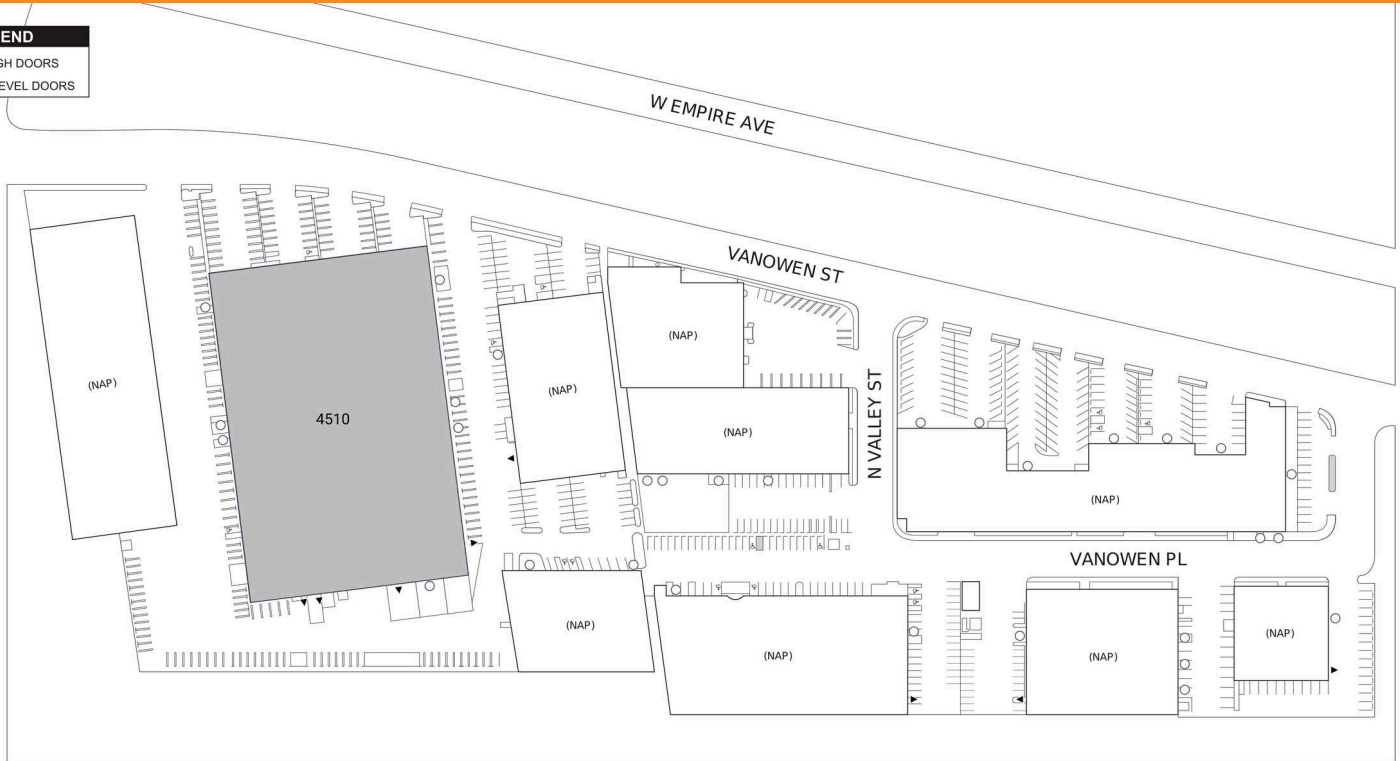 END
GH DOORS
EVEL DOORS
W EMPIRE AVE
VANOWEN ST
(NAP)
(NAP)
(NAP)
4510
(NAP)
N VALLEY ST
(NAP)
(NAP)
VANOWEN PL
(NAP)
(NAP)
(NAP)
(NAP)